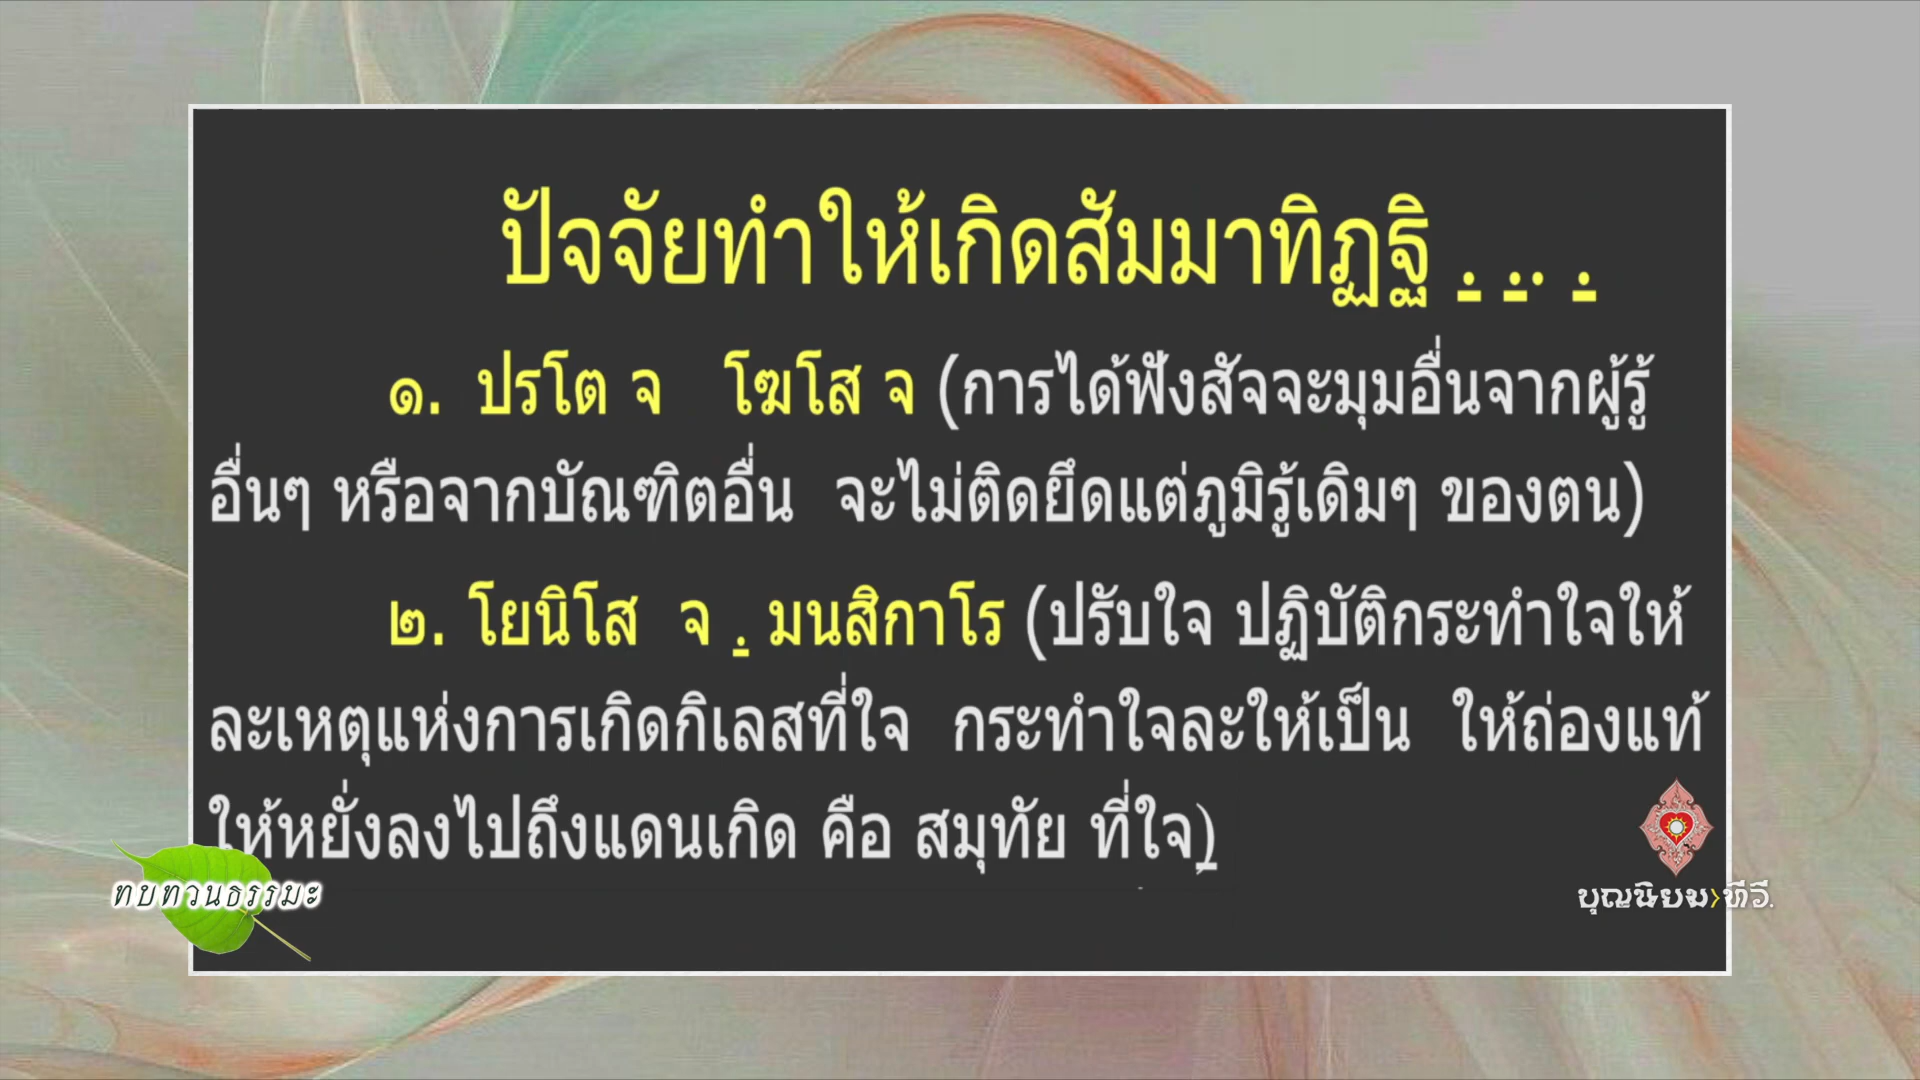 ปัจจัยทำให้เกิดสัมมาทิฏฐิ . .. .
๑. ปรโต จ โฆโส จ (การได้ฟังสัจจะมุมอื่นจากผู้รู้
อื่นๆ หรือจากบัณฑิตอื่น จะไม่ติดยึดแต่ภูมิรู้เดิมๆ ของตน)
๒. โยนิโส จ . มนสิกาโร (ปรับใจ ปฏิบัติกระทำใจให้
ละเหตุแห่งการเกิดกิเลสที่ใจ กระทำใจละให้เป็น ให้ถ่องแท้
ให้หยั่งลงไปถึงแดนเกิด คือ สมุทัย ที่ใจ)
ทบทวนธรรมะ
บุญนิยม>ทีวี.